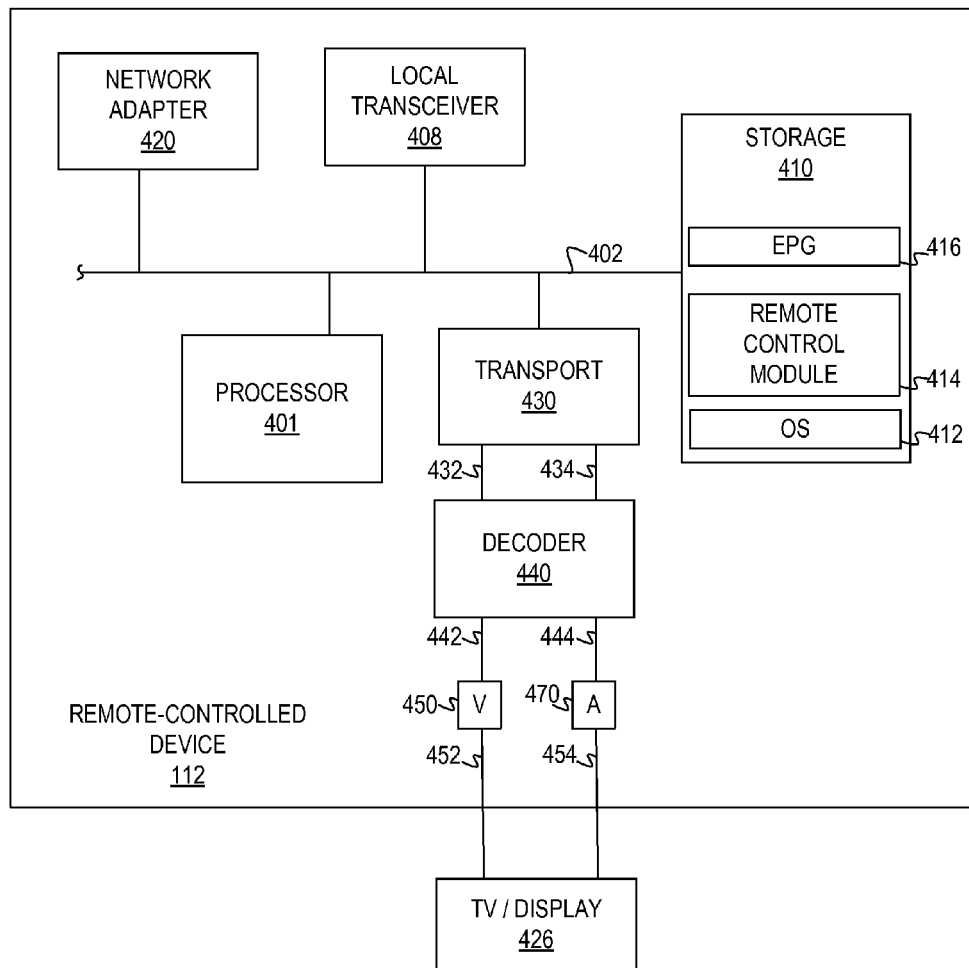 NETWORK
ADAPTER
420
LOCAL
TRANSCEIVER
408
STORAGE
410
EPG
416
REMOTE
CONTROL
MODULE
414
OS
412
402
PROCESSOR
401
TRANSPORT
430
432
434
DECODER
440
442
444
450
V
470
A
452
454
REMOTE-CONTROLLED
DEVICE
112
TV / DISPLAY
426